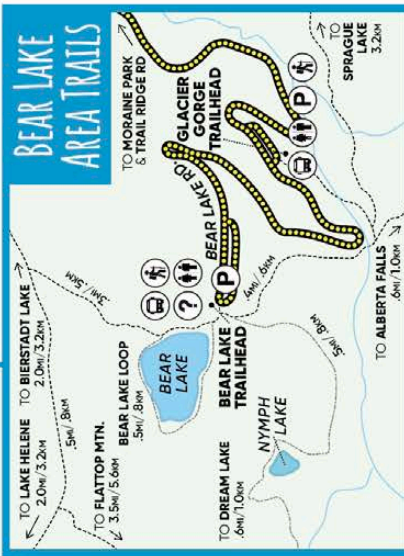 BEAR LAKE
AREA TRAILS
TO LAKE HELENE
2.0MI/3.2KM
TO BIERSTADT LAKE
2.0MI/3.2KM
.5MI/.8KM
.3MI/.5KM
TO FLATTOP MTN.
3.5MI/5.6KM
BEAR LAKE LOOP
.5MI/.8KM
BEAR
LAKE
?
P
BEAR LAKE RD
TO MORAINE PARK
& TRAIL RIDGE RD
GLACIER
GORGE
TRAILHEAD
P
BEAR LAKE
TRAILHEAD
.4MI/.6KM
TO SPRAGUE
LAKE
3.2KM
TO DREAM LAKE
.6MI/1.0KM
NYMPH
LAKE
.5MI/.8KM
TO ALBERTA FALLS
.6MI/1.0KM